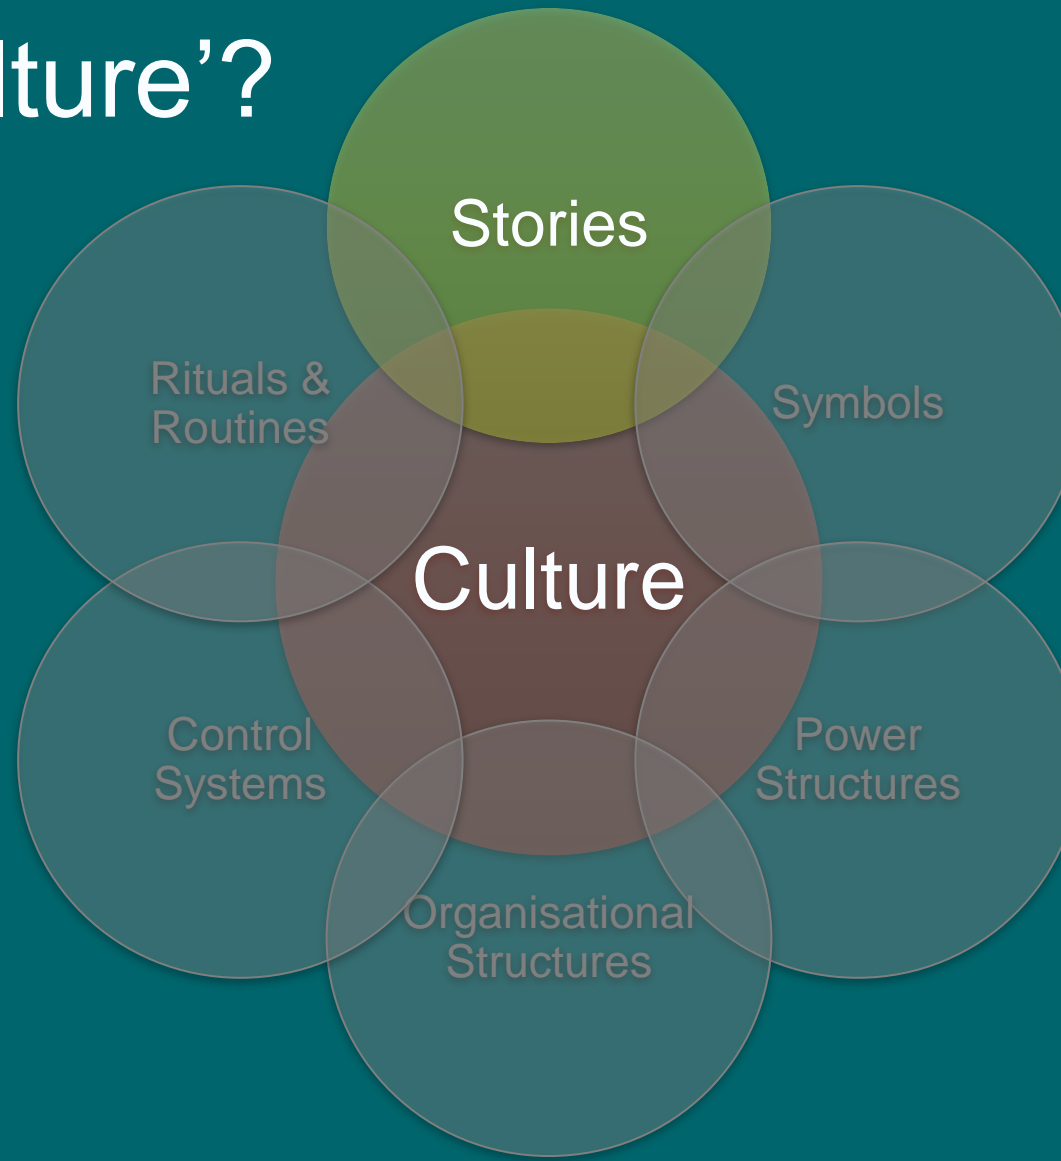 lture’?
Stories
Rituals &
Routines
Symbols
Culture
Control
Systems
Power
Structures
Organisational
Structures